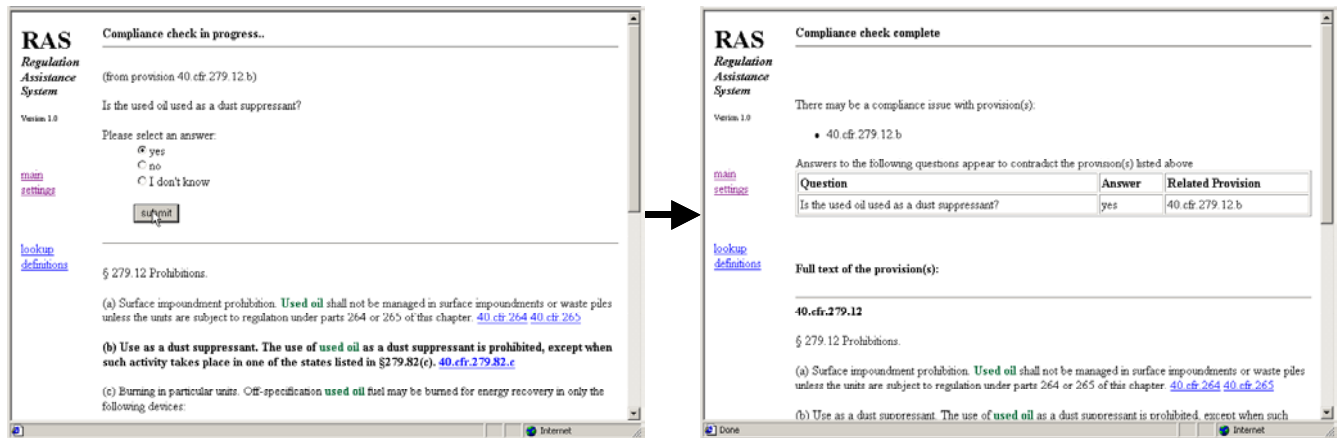 RAS
Regulation
Assistance
System
Version 1.0
main
settings
lookup
definitions
Compliance check in progress..
(from provision 40.cfr.279.12.b)
Is the used oil used as a dust suppressant?
Please select an answer:
yes
no
I don't know
submit
§ 279.12 Prohibitions.
(a) Surface impoundment prohibition. Used oil shall not be managed in surface impoundments or waste piles
unless the units are subject to regulation under parts 264 or 265 of this chapter. 40.cfr.264 40.cfr.265
(b) Use as a dust suppressant. The use of used oil as a dust suppressant is prohibited, except when
such activity takes place in one of the states listed in §279.82(c). 40.cfr.279.82.c
(c) Burning in particular units. Off-specification used oil fuel may be burned for energy recovery in only the
following devices:
Internet
RAS
Regulation
Assistance
System
Version 1.0
main
settings
lookup
definitions
Compliance check complete
There may be a compliance issue with provision(s):
• 40.cfr.279.12.b
Answers to the following questions appear to contradict the provision(s) listed above
Question Answer Related Provision
Is the used oil used as a dust suppressant? yes 40.cfr.279.12.b
Full text of the provision(s):
40.cfr.279.12
§ 279.12 Prohibitions.
(a) Surface impoundment prohibition. Used oil shall not be managed in surface impoundments or waste piles
unless the units are subject to regulation under parts 264 or 265 of this chapter. 40.cfr.264 40.cfr.265
(b) Use as a dust suppressant. The use of used oil as a dust suppressant is prohibited, except when such
Done
Internet